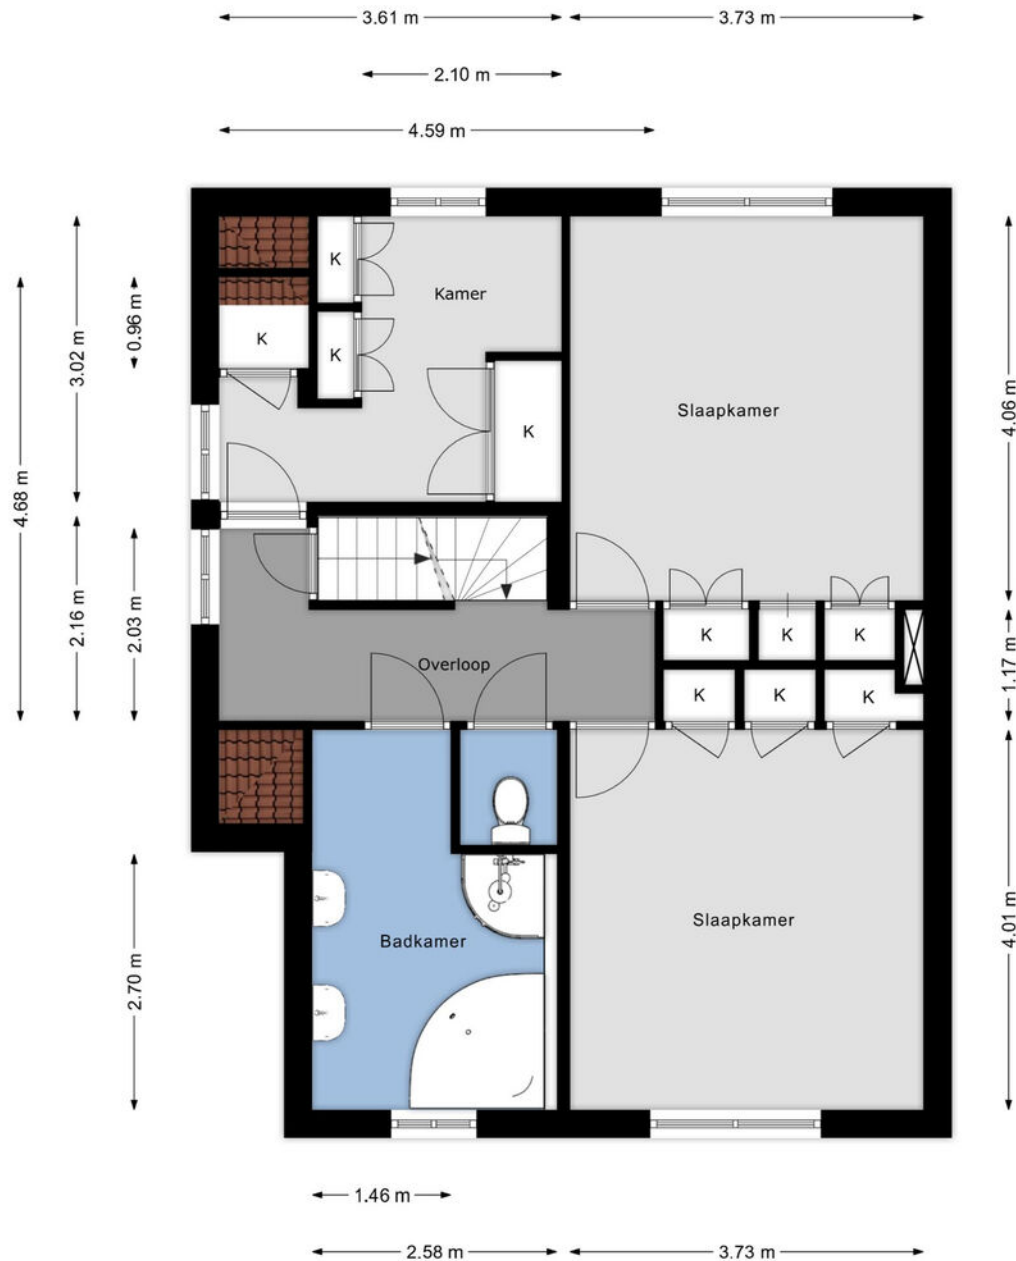 3.61 m
3.73 m
2.10 m
4.59 m
K
Kamer
K
K
K
Slaapkamer
0.96 m
3.02 m
4.06 m
4.68 m
2.16 m
2.03 m
1.17 m
Overloop
K
K
K
K
K
K
Slaapkamer
Badkamer
2.70 m
4.01 m
1.46 m
2.58 m
3.73 m